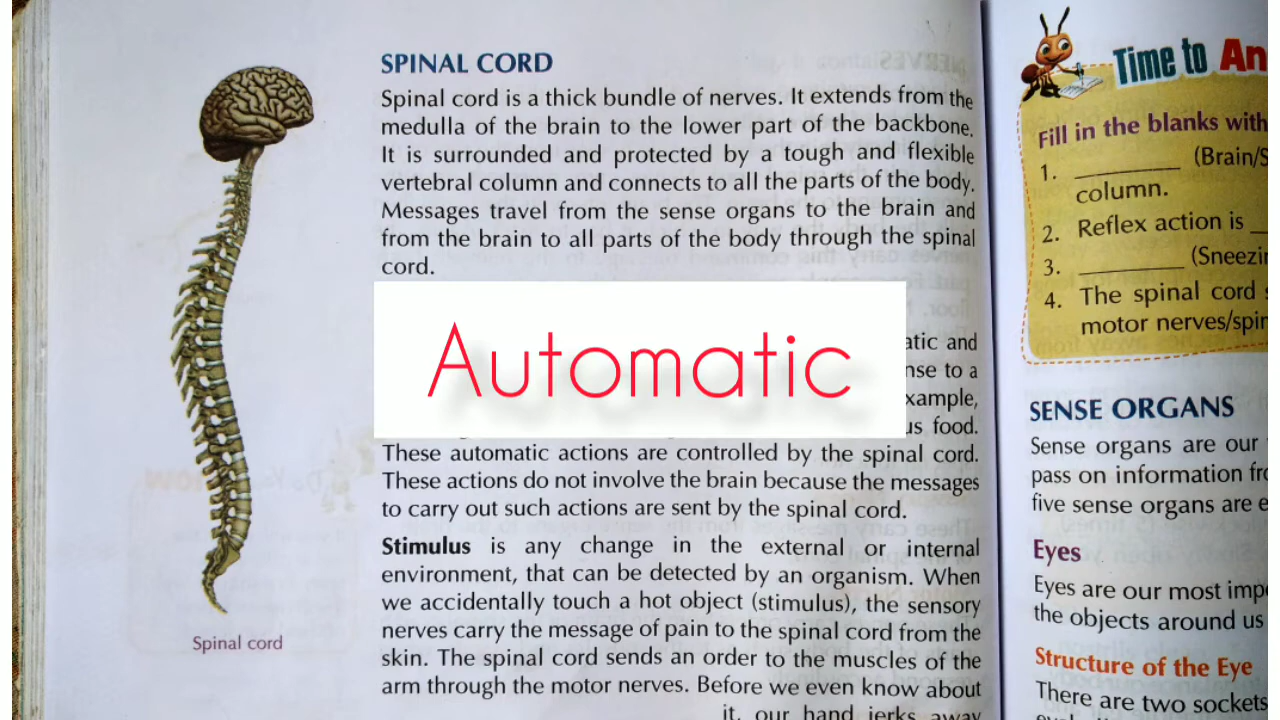 SPINAL CORD
Spinal cord is a thick bundle of nerves. It extends from the
medulla of the brain to the lower part of the backbone.
It is surrounded and protected by a tough and flexible
vertebral column and connects to all the parts of the body.
Messages travel from the sense organs to the brain and
from the brain to all parts of the body through the spinal
cord.
Automatic
and
to a
food.
These automatic actions are controlled by the spinal cord.
These actions do not involve the brain because the messages
to carry out such actions are sent by the spinal cord.
Stimulus is any change in the external or internal
environment, that can be detected by an organism. When
we accidentally touch a hot object (stimulus), the sensory
nerves carry the message of pain to the spinal cord from the
skin. The spinal cord sends an order to the muscles of the
arm through the motor nerves. Before we even know about
it, our hand jerks away
Spinal cord
Time to An
Fill in the blanks with
1. ________ (Brain/S
column.
2. Reflex action is
3. ________ (Sneezin
4. The spinal cord
motor nerves/spin
SENSE ORGANS
Sense organs are our
pass on information fro
five sense organs are e
Eyes
Eyes are our most impo
the objects around us
Structure of the Eye
There are two sockets